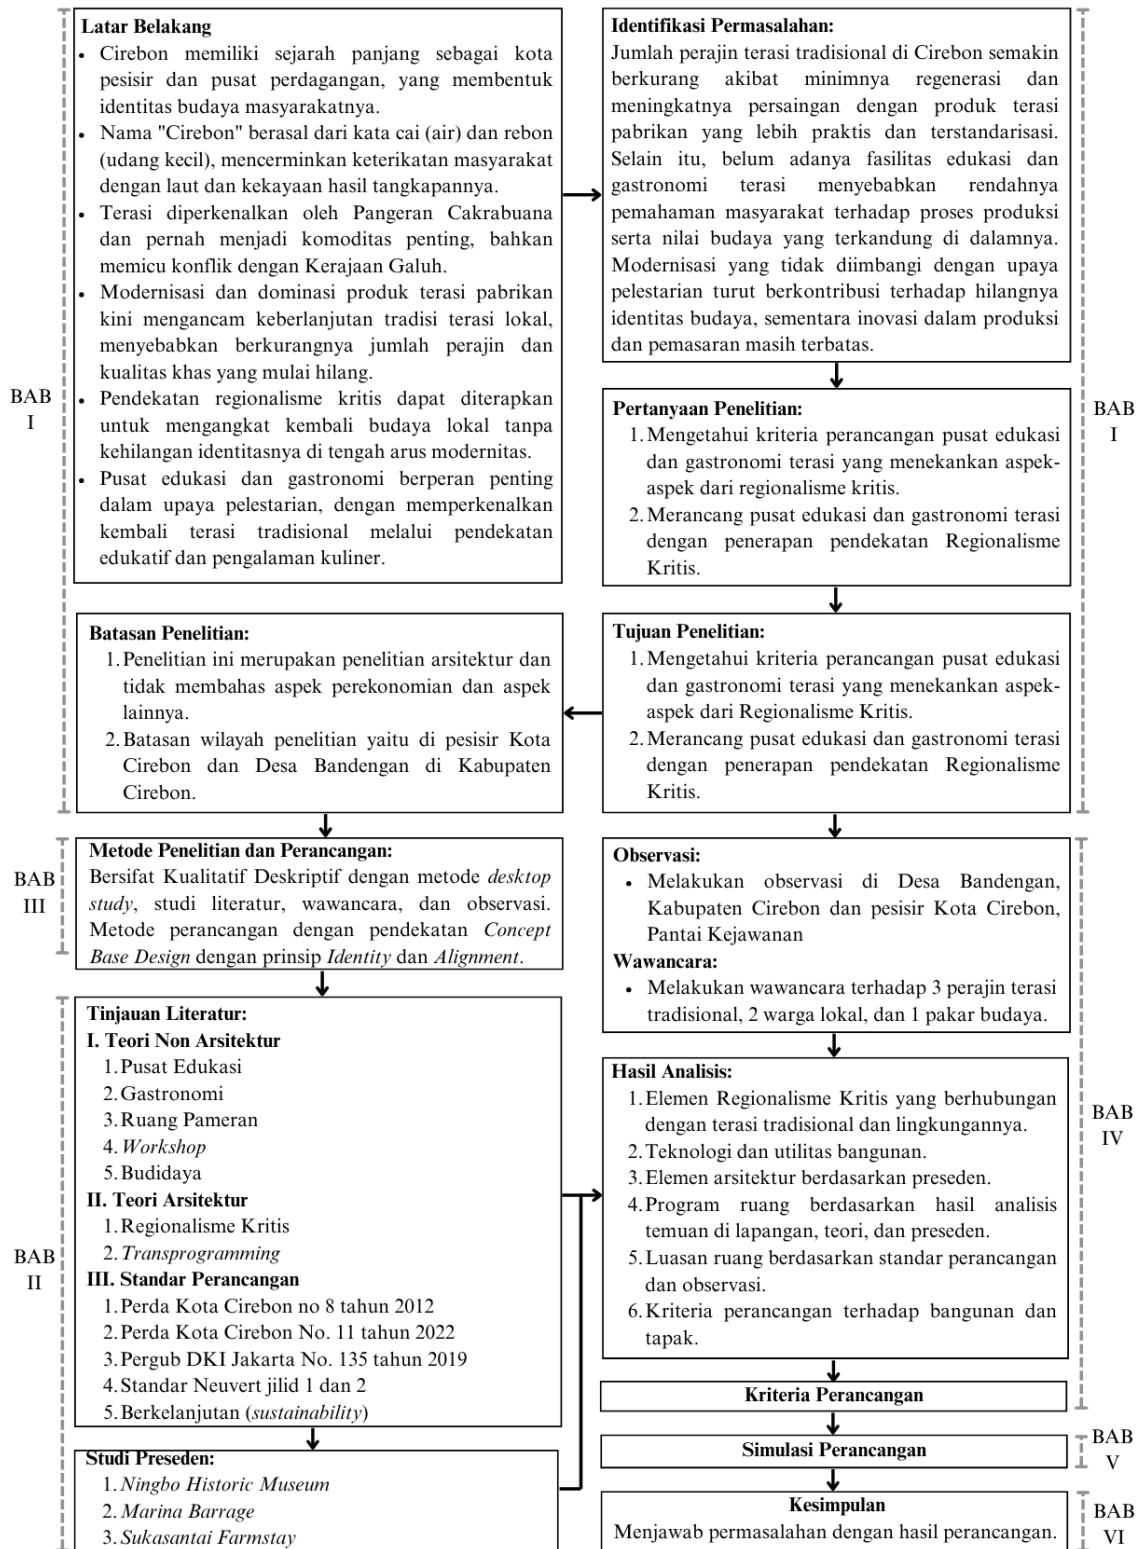 Latar Belakang
• Cirebon memiliki sejarah panjang sebagai kota
pesisir dan pusat perdagangan, yang membentuk
identitas budaya masyarakatnya.
• Nama "Cirebon" berasal dari kata cai (air) dan rebon
(udang kecil), mencerminkan keterikatan masyarakat
dengan laut dan kekayaan hasil tangkapannya.
• Terasi diperkenalkan oleh Pangeran Cakrabuana
dan pernah menjadi komoditas penting, bahkan
memicu konflik dengan Kerajaan Galuh.
• Modernisasi dan dominasi produk terasi pabrikan
kini mengancam keberlanjutan tradisi terasi lokal,
menyebabkan berkurangnya jumlah perajin dan
kualitas khas yang mulai hilang.
• Pendekatan regionalisme kritis dapat diterapkan
untuk mengangkat kembali budaya lokal tanpa
kehilangan identitasnya di tengah arus modernitas.
• Pusat edukasi dan gastronomi berperan penting
dalam upaya pelestarian, dengan memperkenalkan
kembali terasi tradisional melalui pendekatan
edukatif dan pengalaman kuliner.
BAB
I
Identifikasi Permasalahan:
Jumlah perajin terasi tradisional di Cirebon semakin
berkurang akibat minimnya regenerasi dan
meningkatnya persaingan dengan produk terasi
pabrikan yang lebih praktis dan terstandarisasi.
Selain itu, belum adanya fasilitas edukasi dan
gastronomi terasi menyebabkan rendahnya
pemahaman masyarakat terhadap proses produksi
serta nilai budaya yang terkandung di dalamnya.
Modernisasi yang tidak diimbangi dengan upaya
pelestarian turut berkontribusi terhadap hilangnya
identitas budaya, sementara inovasi dalam produksi
dan pemasaran masih terbatas.
Pertanyaan Penelitian:
1. Mengetahui kriteria perancangan pusat edukasi
dan gastronomi terasi yang menekankan aspek-
aspek dari regionalisme kritis.
2. Merancang pusat edukasi dan gastronomi terasi
dengan penerapan pendekatan Regionalisme
Kritis.
BAB
I
Tujuan Penelitian:
1. Mengetahui kriteria perancangan pusat edukasi
dan gastronomi terasi yang menekankan aspek-
aspek dari Regionalisme Kritis.
2. Merancang pusat edukasi dan gastronomi terasi
dengan penerapan pendekatan Regionalisme
Kritis.
Batasan Penelitian:
1. Penelitian ini merupakan penelitian arsitektur dan
tidak membahas aspek perekonomian dan aspek
lainnya.
2. Batasan wilayah penelitian yaitu di pesisir Kota
Cirebon dan Desa Bandengan di Kabupaten
Cirebon.
BAB
III
Metode Penelitian dan Perancangan:
Bersifat Kualitatif Deskriptif dengan metode desktop
study, studi literatur, wawancara, dan observasi.
Metode perancangan dengan pendekatan Concept
Base Design dengan prinsip Identity dan Alignment.
BAB
II
Tinjauan Literatur:
I. Teori Non Arsitektur
1. Pusat Edukasi
2. Gastronomi
3. Ruang Pameran
4. Workshop
5. Budidaya
II. Teori Arsitektur
1. Regionalisme Kritis
2. Transprogramming
III. Standar Perancangan
1. Perda Kota Cirebon no 8 tahun 2012
2. Perda Kota Cirebon No. 11 tahun 2022
3. Pergub DKI Jakarta No. 135 tahun 2019
4. Standar Neuvert jilid 1 dan 2
5. Berkelanjutan (sustainability)
Studi Preseden:
1. Ningbo Historic Museum
2. Marina Barrage
3. Sukasantai Farmstay
Observasi:
• Melakukan observasi di Desa Bandengan,
Kabupaten Cirebon dan pesisir Kota Cirebon,
Pantai Kejawanan
Wawancara:
• Melakukan wawancara terhadap 3 perajin terasi
tradisional, 2 warga lokal, dan 1 pakar budaya.
Hasil Analisis:
1. Elemen Regionalisme Kritis yang berhubungan
dengan terasi tradisional dan lingkungannya.
2. Teknologi dan utilitas bangunan.
3. Elemen arsitektur berdasarkan preseden.
4. Program ruang berdasarkan hasil analisis
temuan di lapangan, teori, dan preseden.
5. Luasan ruang berdasarkan standar perancangan
dan observasi.
6. Kriteria perancangan terhadap bangunan dan
tapak.
BAB
IV
Kriteria Perancangan
Simulasi Perancangan
BAB
V
Kesimpulan
Menjawab permasalahan dengan hasil perancangan.
BAB
VI